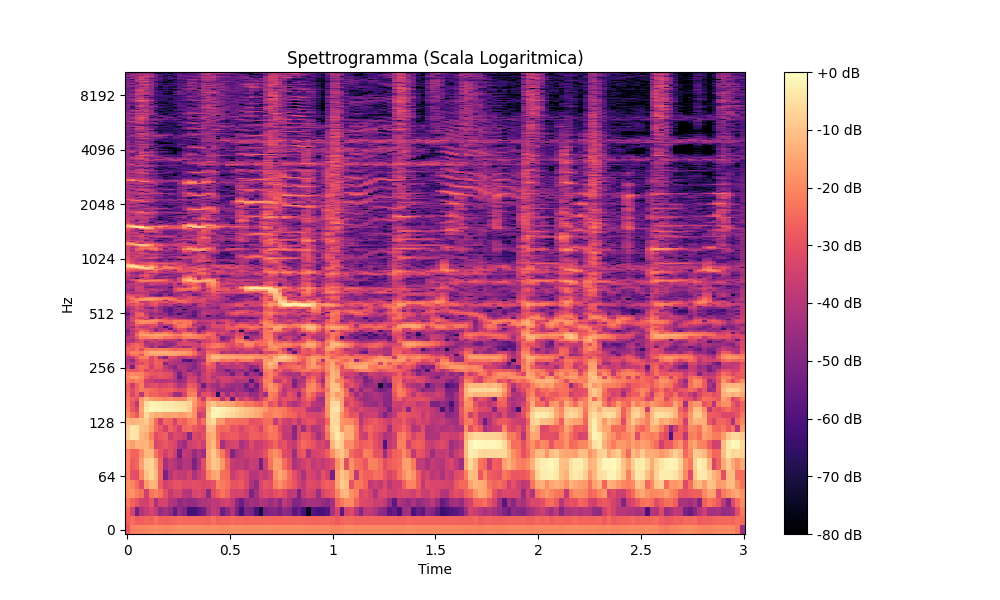 Spettrogramma (Scala Logaritmica)
Hz
8192
4096
2048
1024
512
256
128
64
0
0
0.5
1
1.5
2
2.5
3
Time
+0 dB
-10 dB
-20 dB
-30 dB
-40 dB
-50 dB
-60 dB
-70 dB
-80 dB